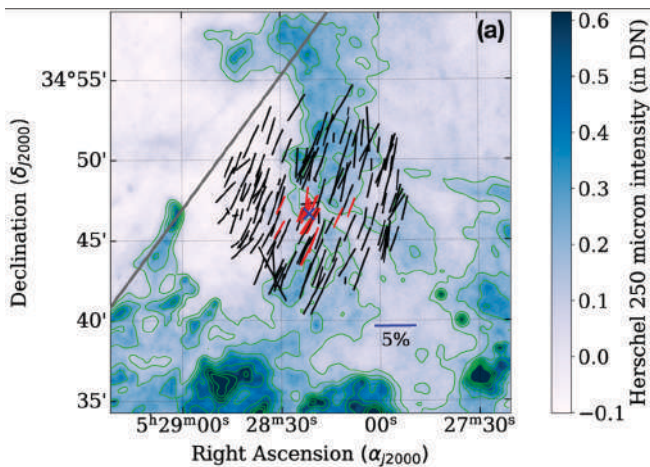 (a)
0.6
34°55'
0.5
50'
0.4
0.3
45'
0.2
40'
5%
0.1
0.0
35'
−0.1
5ʰ29ᵐ00ˢ 28ᵐ30ˢ 00ˢ 27ᵐ30ˢ
Right Ascension (αJ2000)
Declination (δJ2000)
Herschel 250 micron intensity (in DN)